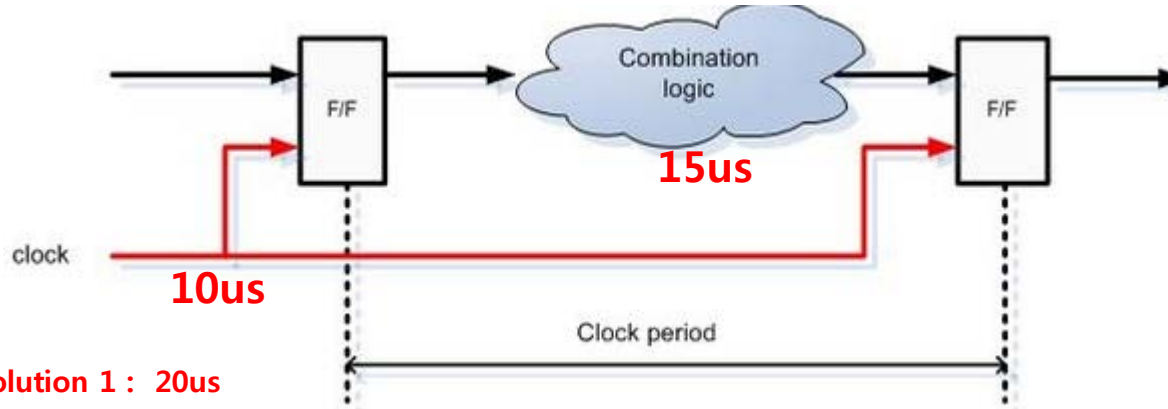 Combination
logic
F/F
F/F
15us
clock
10us
Clock period
olution 1 : 20us